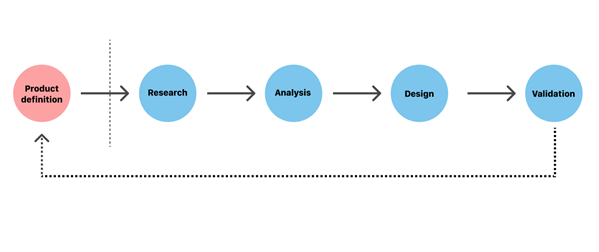 Product
definition
Research
Analysis
Design
Validation